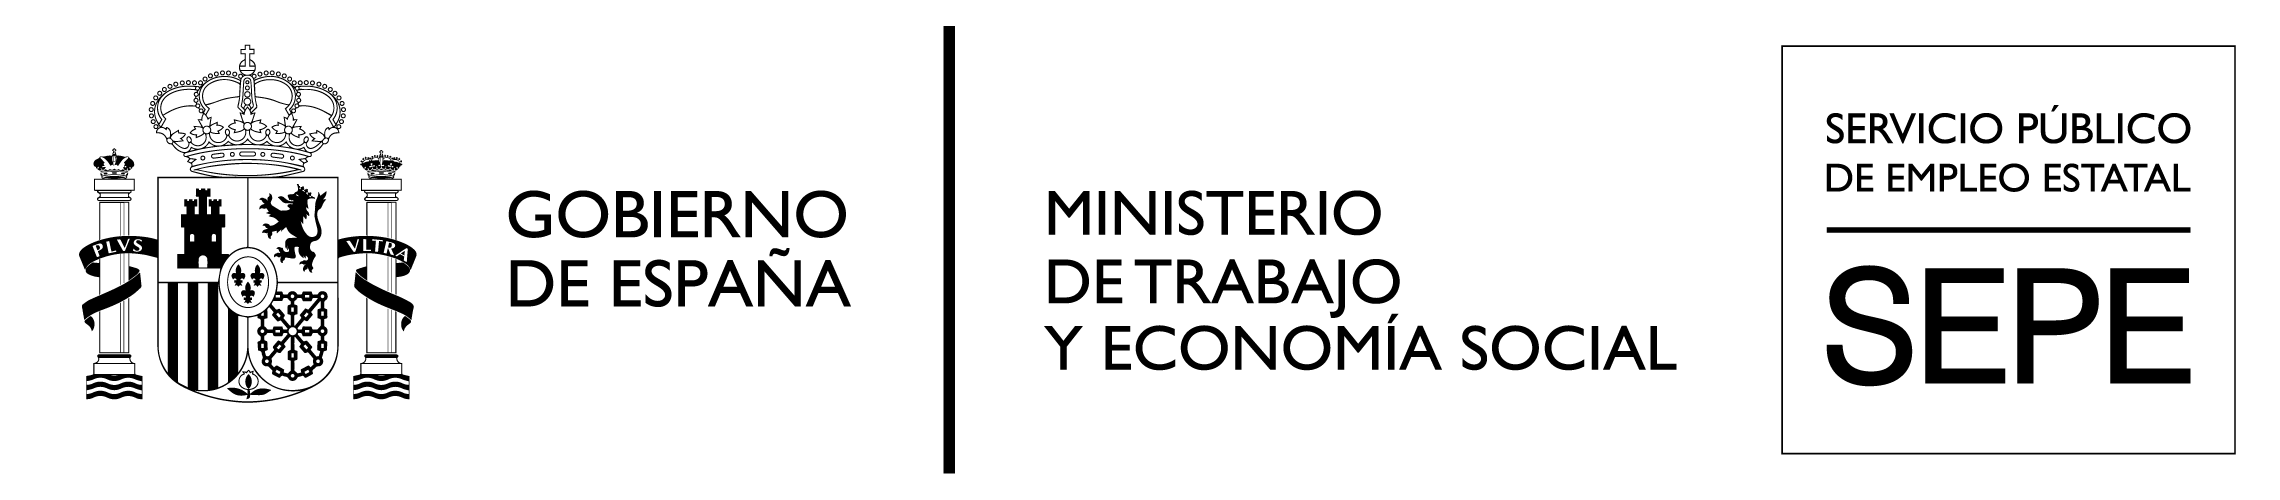 PLVS
VLTRA
GOBIERNO
DE ESPAÑA
MINISTERIO
DE TRABAJO
Y ECONOMÍA SOCIAL
SERVICIO PÚBLICO
DE EMPLEO ESTATAL
SEPE